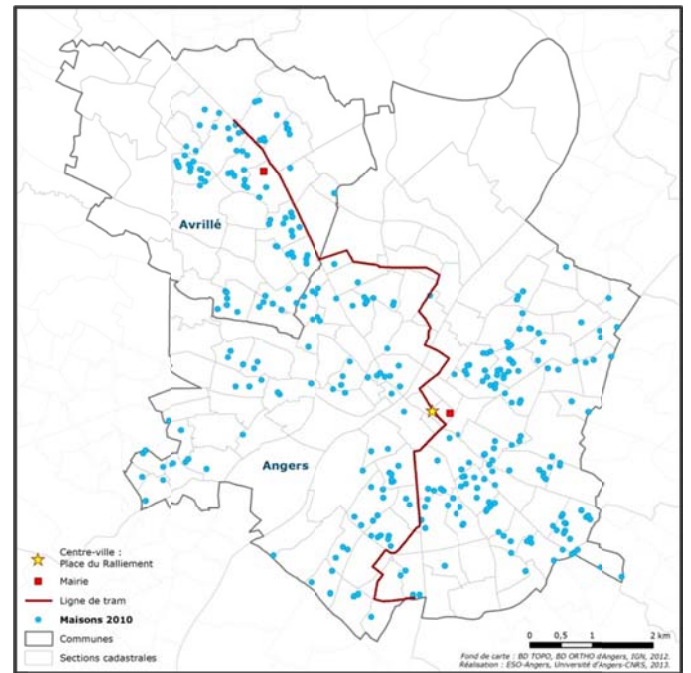 Avrillé
Angers
Centre-ville :
Place du Ralliement
Mairie
Ligne de tram
Maisons 2010
Communes
Sections cadastrales
0 0,5 1 2 km
Fond de carte : BD TOPO, BD ORTHO d'Angers, IGN, 2012.
Réalisation : ESO-Angers, Université d'Angers-CNRS, 2013.